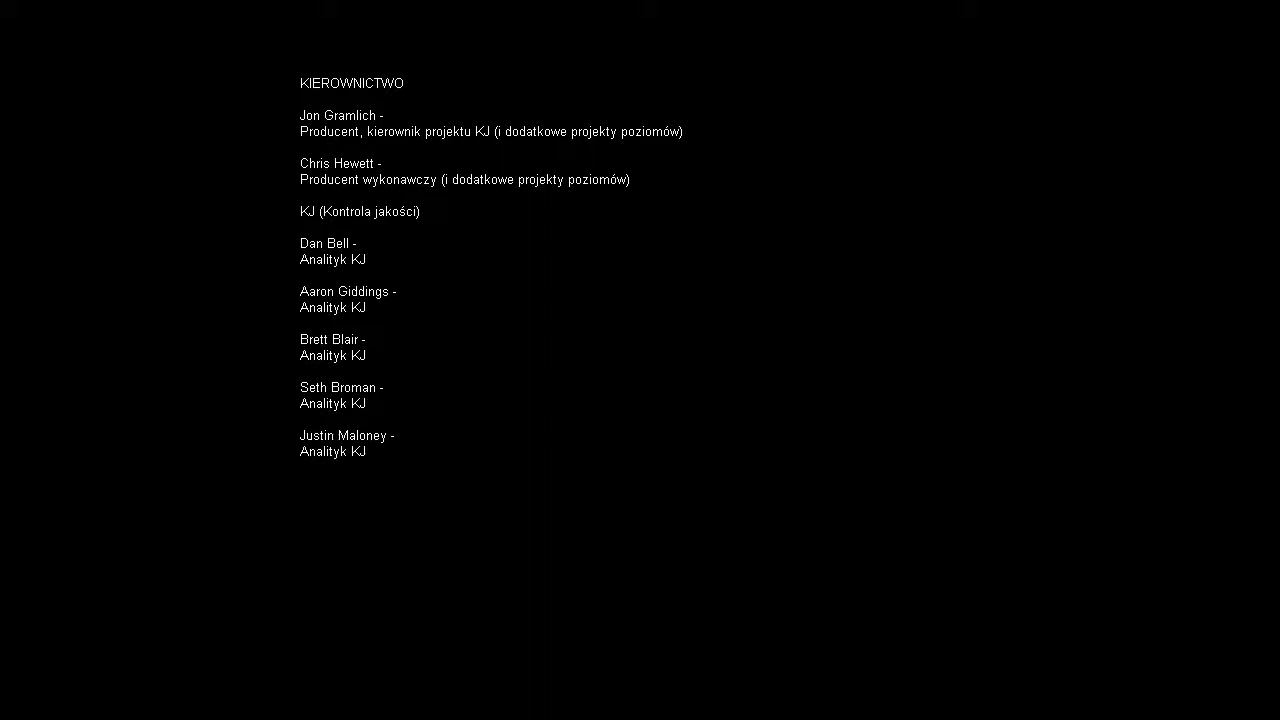 KIEROWNICTWO
Jon Gramlich -
Producent, kierownik projektu KJ (i dodatkowe projekty poziomów)
Chris Hewett -
Producent wykonawczy (i dodatkowe projekty poziomów)
KJ (Kontrola jakości)
Dan Bell -
Analityk KJ
Aaron Giddings -
Analityk KJ
Brett Blair -
Analityk KJ
Seth Broman -
Analityk KJ
Justin Maloney -
Analityk KJ